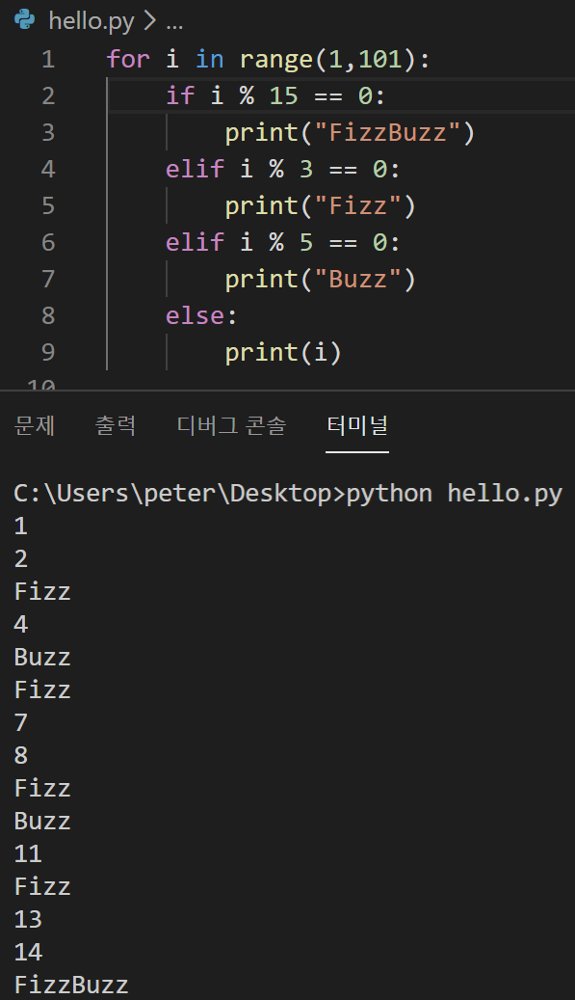 hello.py > ...
1 for i in range(1,101):
2     if i % 15 == 0:
3         print("FizzBuzz")
4     elif i % 3 == 0:
5         print("Fizz")
6     elif i % 5 == 0:
7         print("Buzz")
8     else:
9         print(i)
10
문제 출력 디버그 콘솔 터미널
C:\Users\peter\Desktop>python hello.py
1
2
Fizz
4
Buzz
Fizz
7
8
Fizz
Buzz
11
Fizz
13
14
FizzBuzz